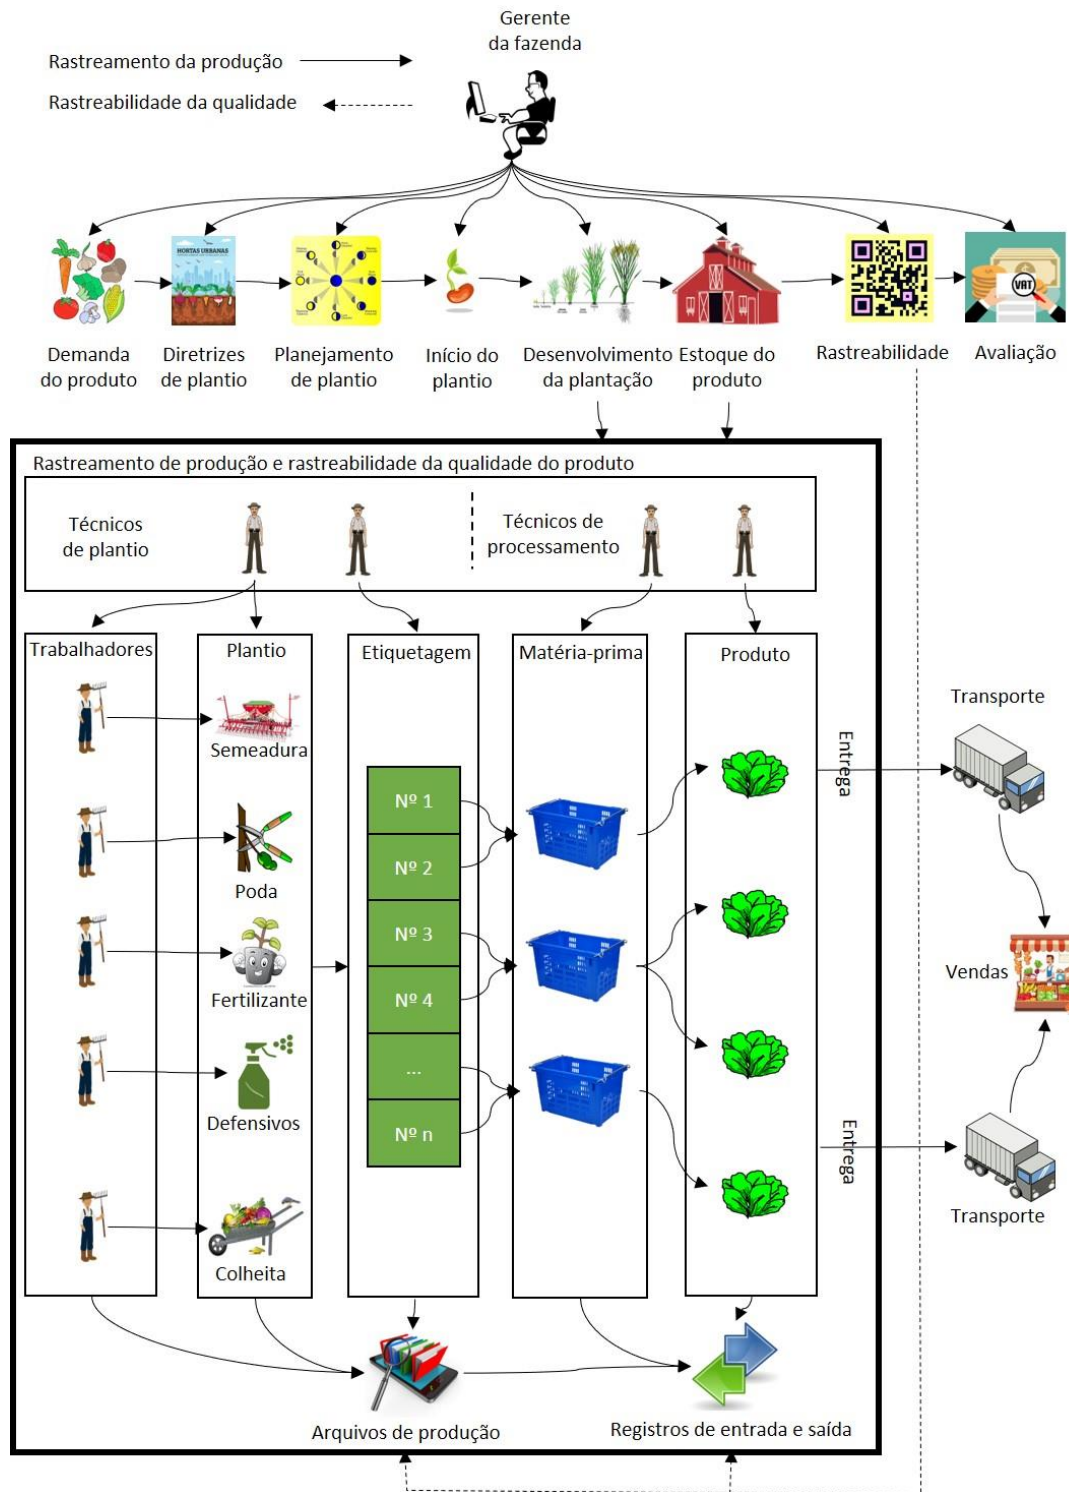 Gerente
da fazenda
Rastreamento da produção
Rastreabilidade da qualidade
HORTAS URBANAS
VAT
Demanda
do produto
Diretrizes
de plantio
Planejamento
de plantio
Início do
plantio
Desenvolvimento
da plantação
Estoque do
produto
Rastreabilidade
Avaliação
Rastreamento de produção e rastreabilidade da qualidade do produto
Técnicos
de plantio
Técnicos de
processamento
Trabalhadores
Plantio
Etiquetagem
Matéria-prima
Produto
Semeadura
Poda
Fertilizante
Defensivos
Colheita
Nº 1
Nº 2
Nº 3
Nº 4
...
Nº n
Entrega
Entrega
Transporte
Vendas
Transporte
Arquivos de produção
Registros de entrada e saída